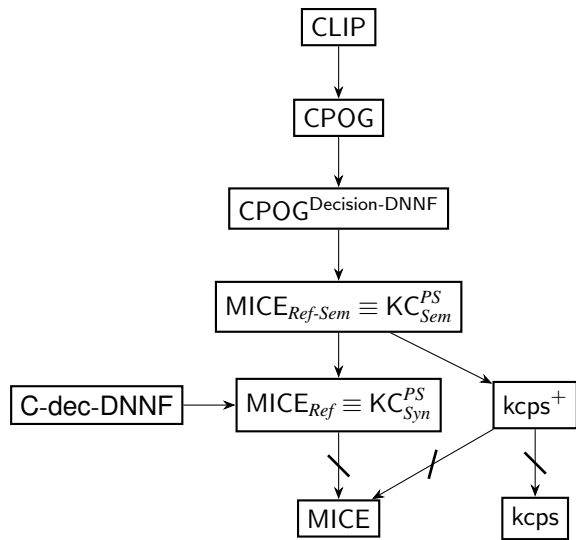 CLIP
CPOG
CPOG^Decision-DNNF
MICE_Ref-Sem ≡ KC^PS_Sem
C-dec-DNNF
MICE_Ref ≡ KC^PS_Syn
kcps^+
MICE
kcps